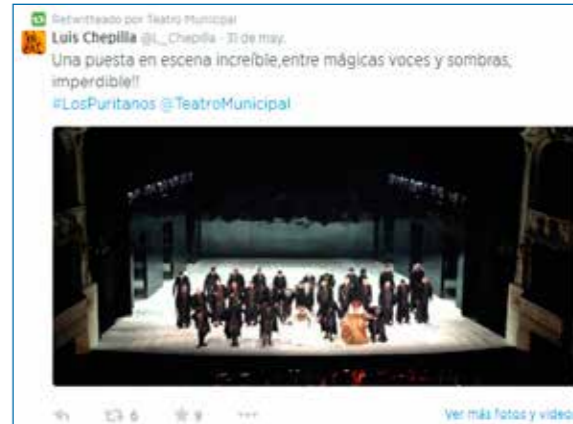 Retwitteado por Teatro Municipal
Luis Chepilla @L_Chepilla · 31 de may.
Una puesta en escena increíble,entre mágicas voces y sombras,
imperdible!!
#LosPuritanos @TeatroMunicipal
6 9 ··· Ver más fotos y videos